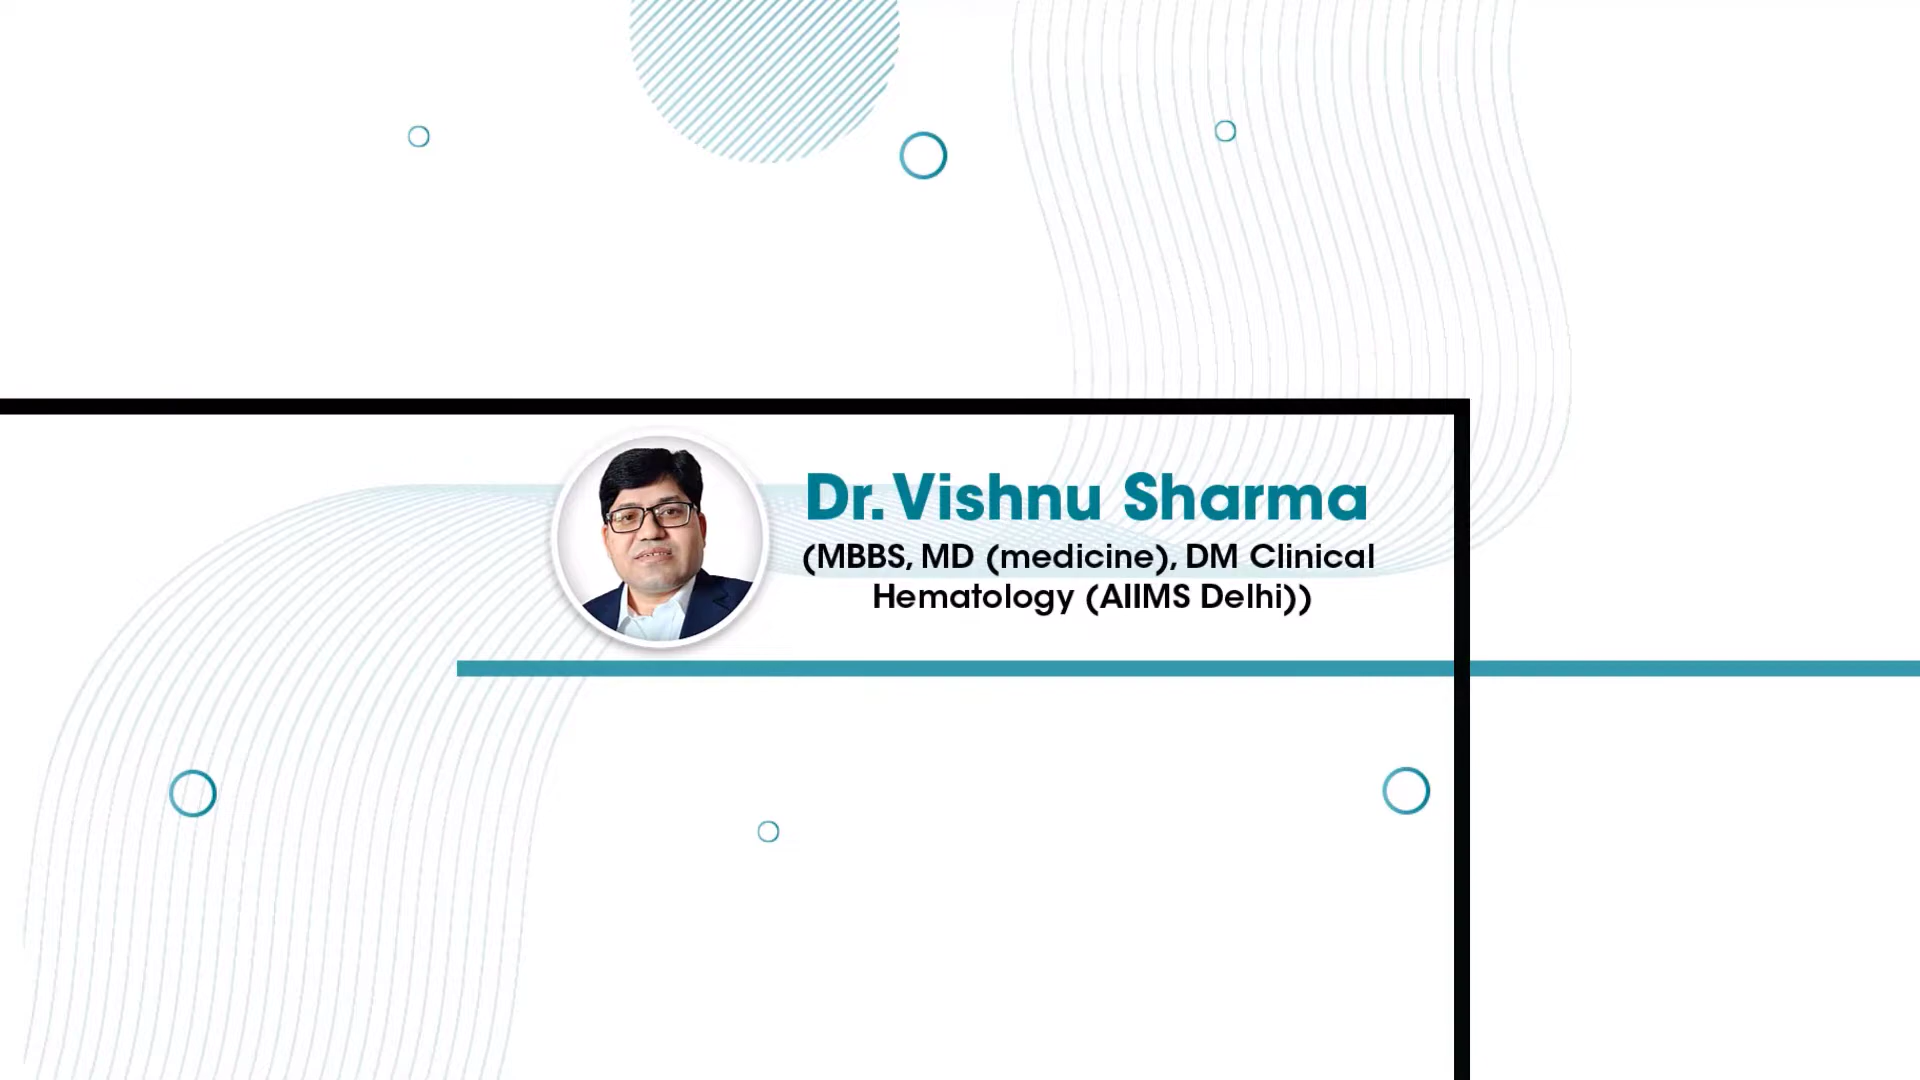 Dr. Vishnu Sharma
(MBBS, MD (medicine), DM Clinical
Hematology (AIIMS Delhi))